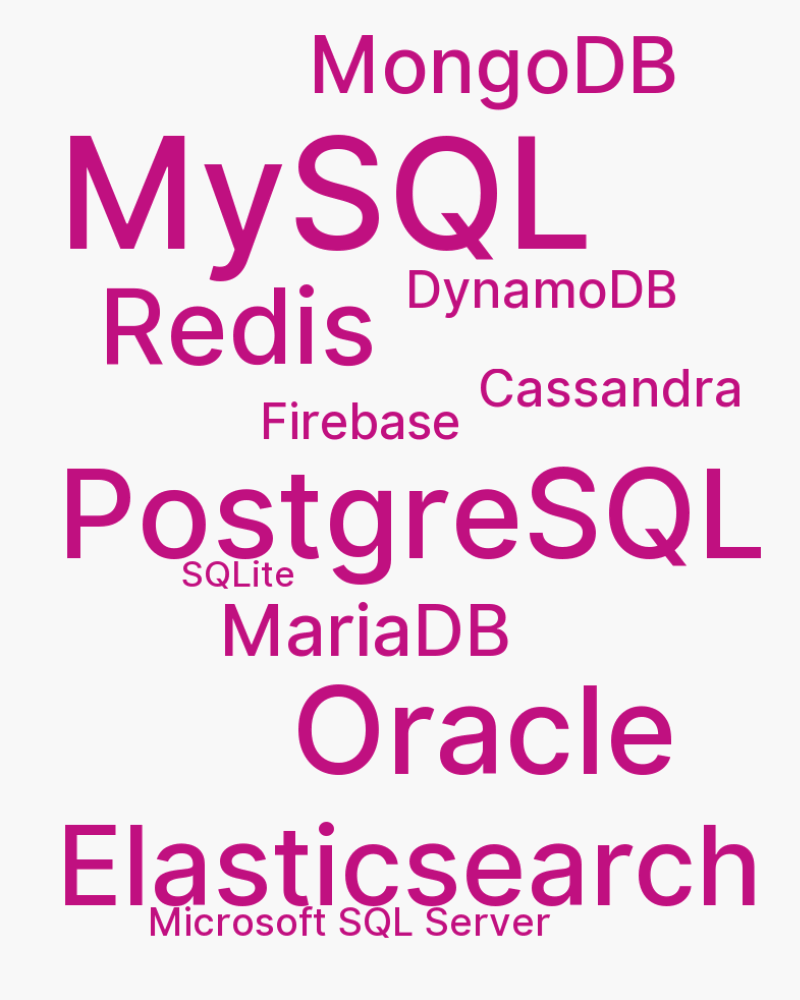 MongoDB
MySQL
DynamoDB
Redis
Cassandra
Firebase
PostgreSQL
SQLite
MariaDB
Oracle
Elasticsearch
Microsoft SQL Server